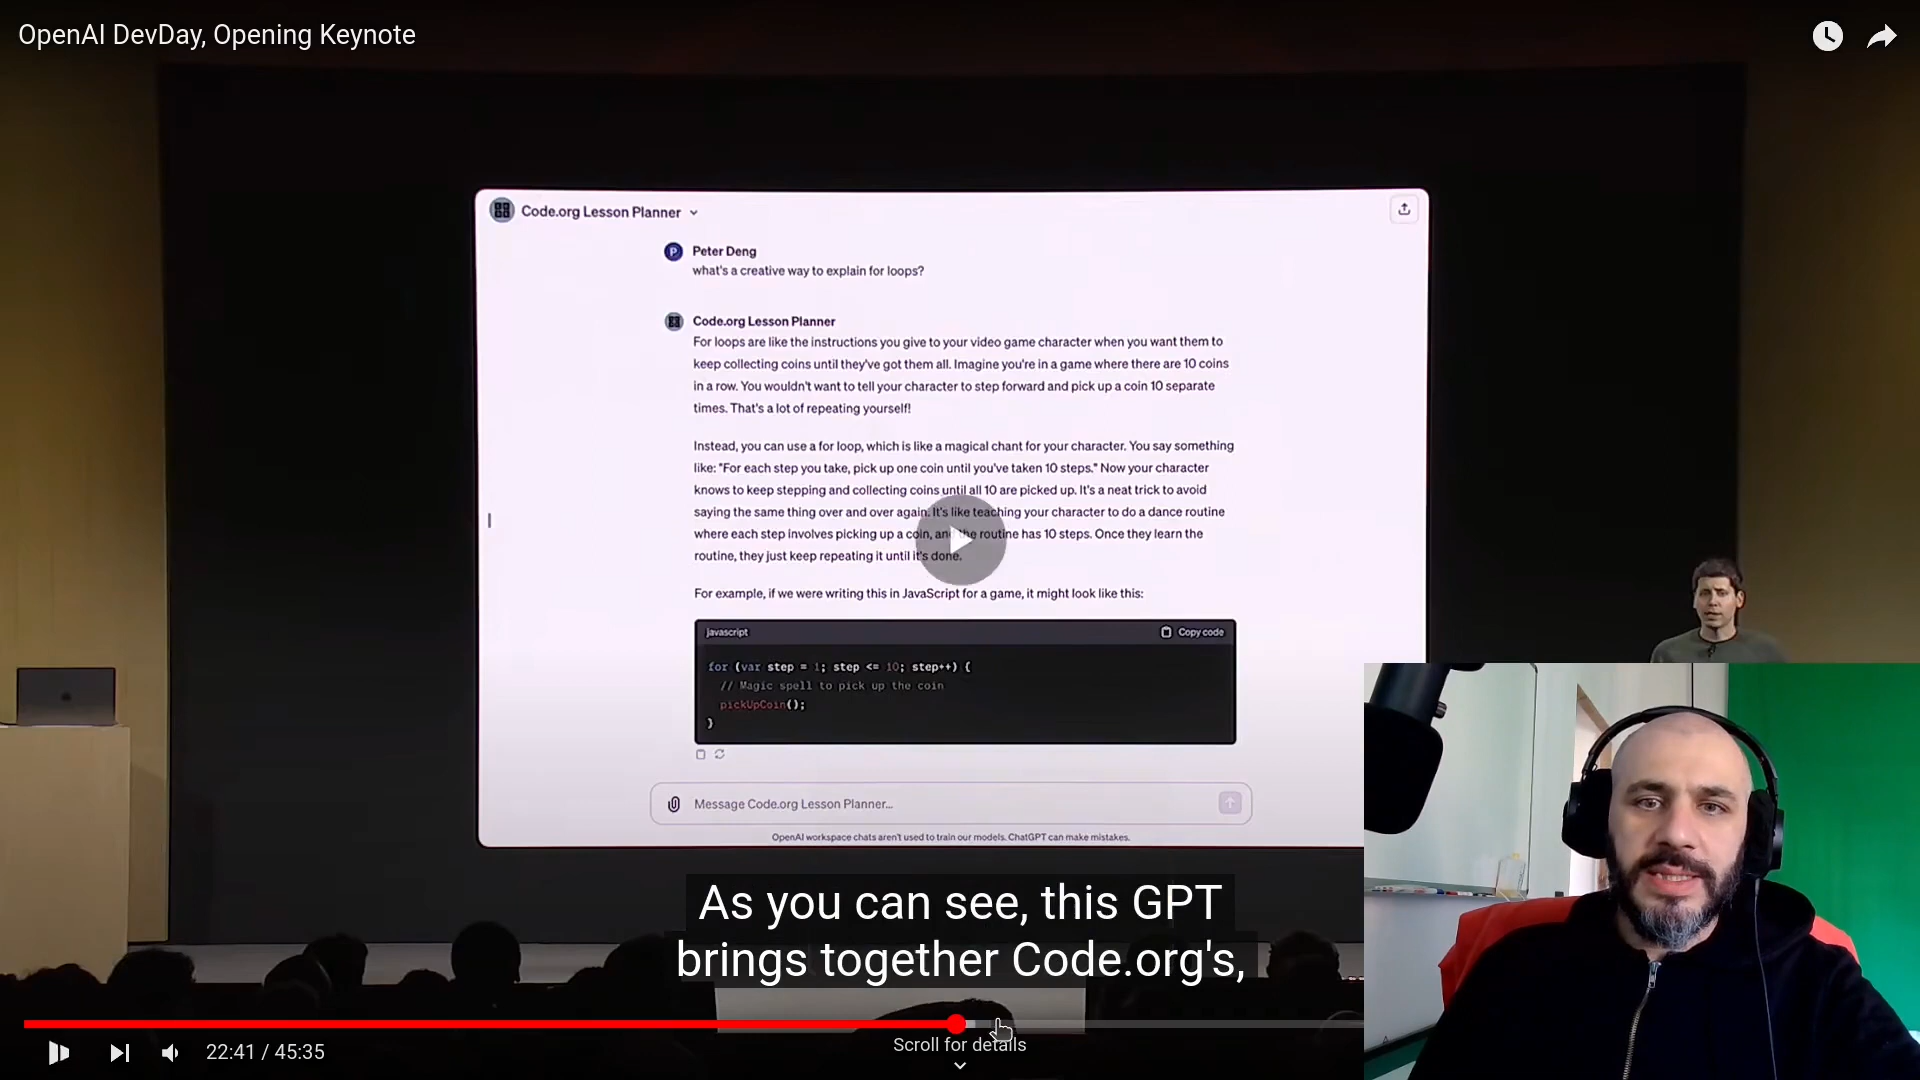 OpenAI DevDay, Opening Keynote
Code.org Lesson Planner
P
Peter Deng
what's a creative way to explain for loops?
Code.org Lesson Planner
For loops are like the instructions you give to your video game character when you want them to
keep collecting coins until they've got them all. Imagine you're in a game where there are 10 coins
in a row. You wouldn't want to tell your character to step forward and pick up a coin 10 separate
times. That's a lot of repeating yourself!
Instead, you can use a for loop, which is like a magical chant for your character. You say something
like: "For each step you take, pick up one coin until you've taken 10 steps." Now your character
knows to keep stepping and collecting coins until all 10 are picked up. It's a neat trick to avoid
saying the same thing over and over again. It's like teaching your character to do a dance routine
where each step involves picking up a coin, and the routine has 10 steps. Once they learn the
routine, they just keep repeating it until it's done.
For example, if we were writing this in JavaScript for a game, it might look like this:
javascript Copy code
for (var step = 1; step <= 10; step++) {
// Magic spell to pick up the coin
pickUpCoin();
}
Message Code.org Lesson Planner...
OpenAI workspace chats aren't used to train our models. ChatGPT can make mistakes.
As you can see, this GPT
brings together Code.org's,
22:41 / 45:35
Scroll for details